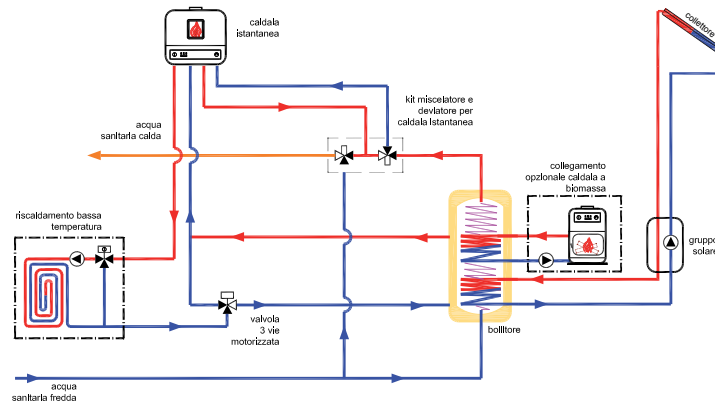 caldaia
istantanea
collettore
kit miscelatore e
deviatore per
caldaia istantanea
acqua
sanitaria calda
collegamento
opzionale caldaia a
biomassa
riscaldamento bassa
temperatura
gruppo
solare
valvola
3 vie
motorizzata
bollitore
acqua
sanitaria fredda